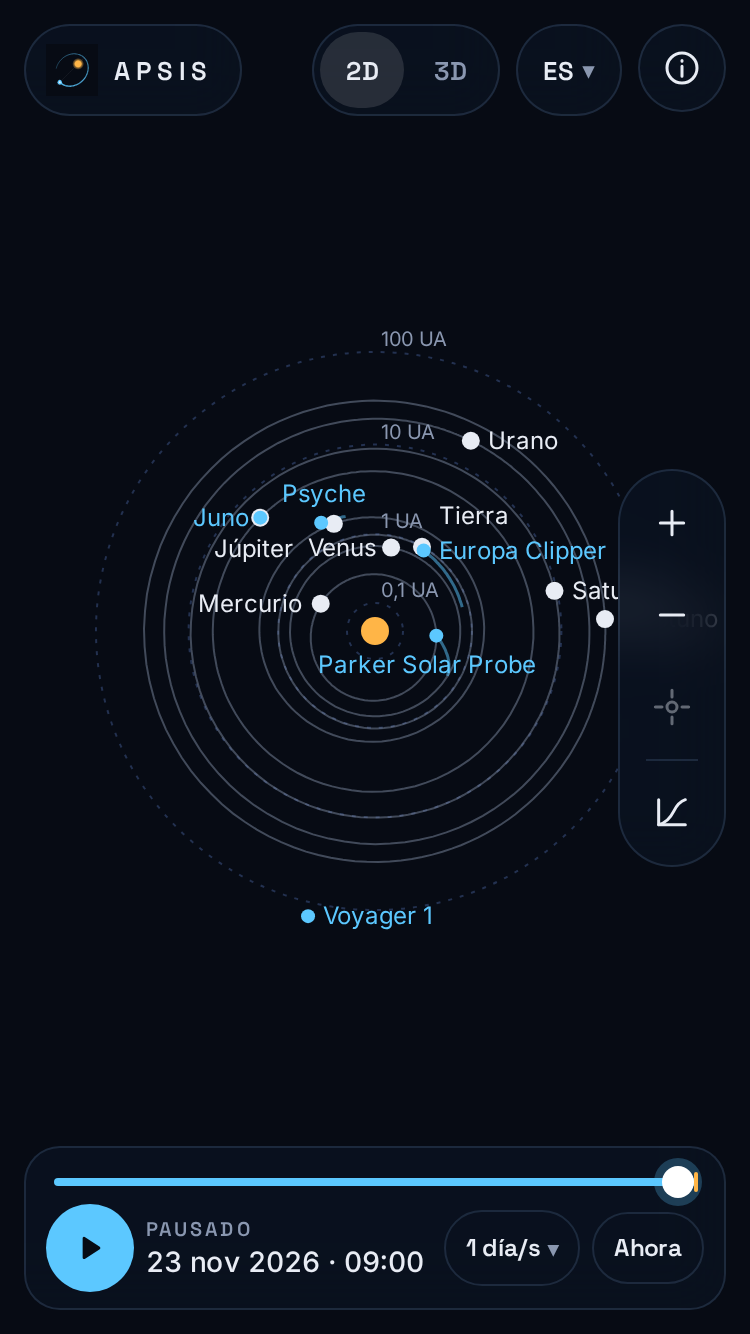 APSIS
2D
3D
ES ▾
100 UA
10 UA
Urano
Psyche
Juno
1 UA
Tierra
Júpiter
Venus
Europa Clipper
0,1 UA
Satu
Mercurio
Parker Solar Probe
Voyager 1
PAUSADO
23 nov 2026 · 09:00
1 día/s ▾
Ahora